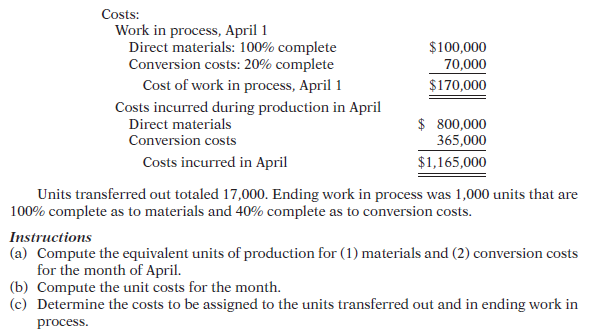 Costs:
Work in process, April 1
Direct materials: 100% complete $100,000
Conversion costs: 20% complete 70,000
Cost of work in process, April 1 $170,000
Costs incurred during production in April
Direct materials $ 800,000
Conversion costs 365,000
Costs incurred in April $1,165,000
Units transferred out totaled 17,000. Ending work in process was 1,000 units that are
100% complete as to materials and 40% complete as to conversion costs.
Instructions
(a) Compute the equivalent units of production for (1) materials and (2) conversion costs
for the month of April.
(b) Compute the unit costs for the month.
(c) Determine the costs to be assigned to the units transferred out and in ending work in
process.